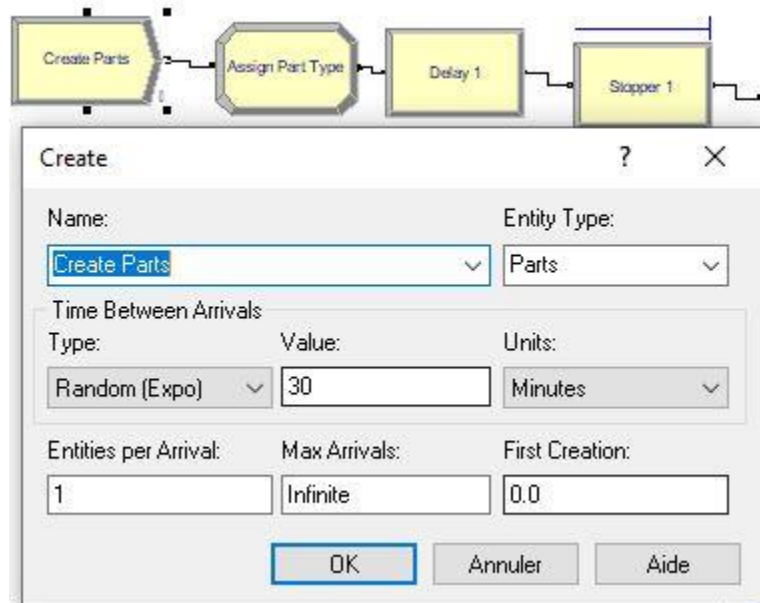 Create Parts
Assign Part Type
Delay 1
Stopper 1
Create
? X
Name:
Entity Type:
Create Parts
Parts
Time Between Arrivals
Type:
Value:
Units:
Random (Expo)
30
Minutes
Entities per Arrival:
Max Arrivals:
First Creation:
1
Infinite
0.0
OK
Annuler
Aide